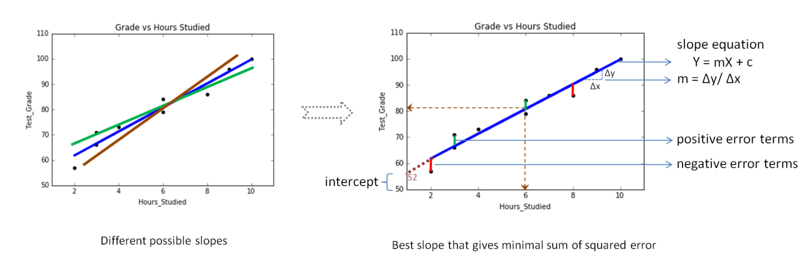 Grade vs Hours Studied
110
100
90
80
70
60
50
Test_Grade
2
4
6
8
10
Hours_Studied
Different possible slopes
Grade vs Hours Studied
110
100
90
80
70
60
50
Test_Grade
2
4
6
8
10
Hours_Studied
Δy
Δx
52
intercept
slope equation
Y = mX + c
m = Δy/ Δx
positive error terms
negative error terms
Best slope that gives minimal sum of squared error